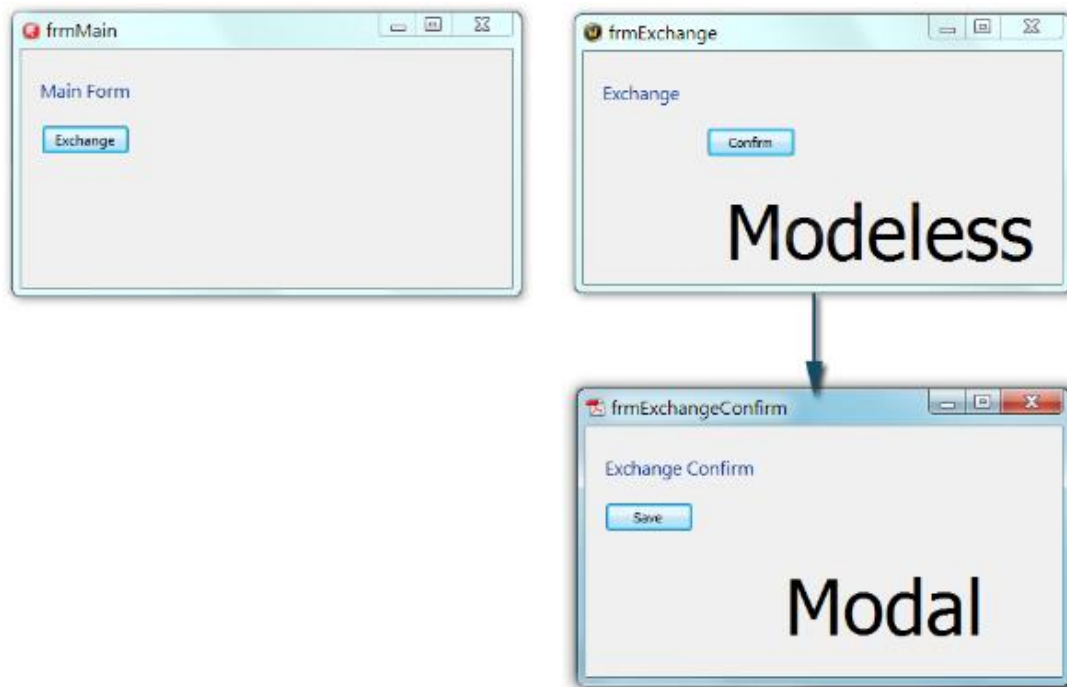 frmMain
Main Form
Exchange
frmExchange
Exchange
Confirm
Modeless
frmExchangeConfirm
Exchange Confirm
Save
Modal